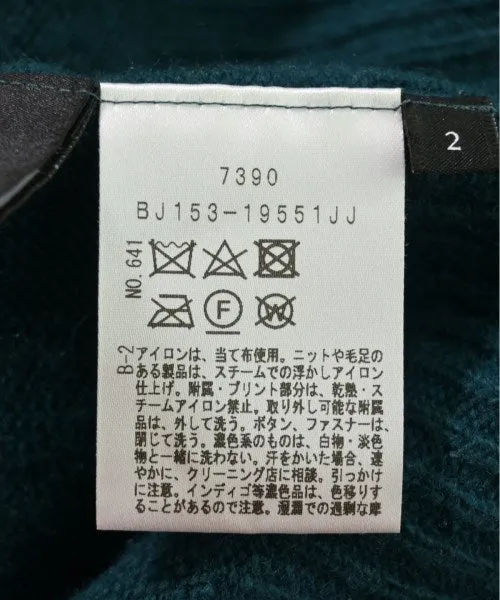 7390
BJ153-19551JJ
NO.641
F
W
B-2
アイロンは、当て布使用。ニットや毛足の
ある製品は、スチームでの浮かしアイロン
仕上げ。附属・プリント部分は、乾熱・ス
チームアイロン禁止。取り外し可能な附属
品は、外して洗う。ボタン、ファスナーは、
閉じて洗う。濃色系のものは、白物・淡色
物と一緒に洗わない。汗をかいた場合、速
やかに、クリーニング店に相談。引っかけ
に注意。インディゴ等濃色品は、色移りす
ることがあるので注意。湿潤での過剰な摩
2